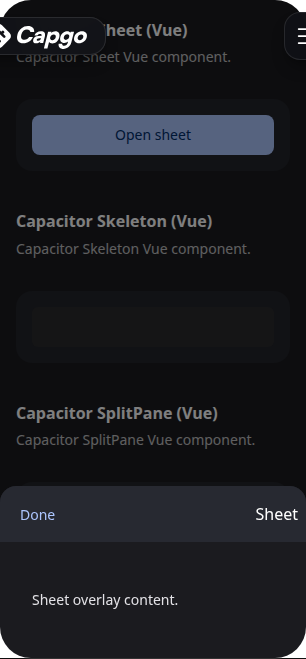 Capgo
Sheet (Vue)
Capacitor Sheet Vue component.
Open sheet
Capacitor Skeleton (Vue)
Capacitor Skeleton Vue component.
Capacitor SplitPane (Vue)
Capacitor SplitPane Vue component.
Done
Sheet
Sheet overlay content.